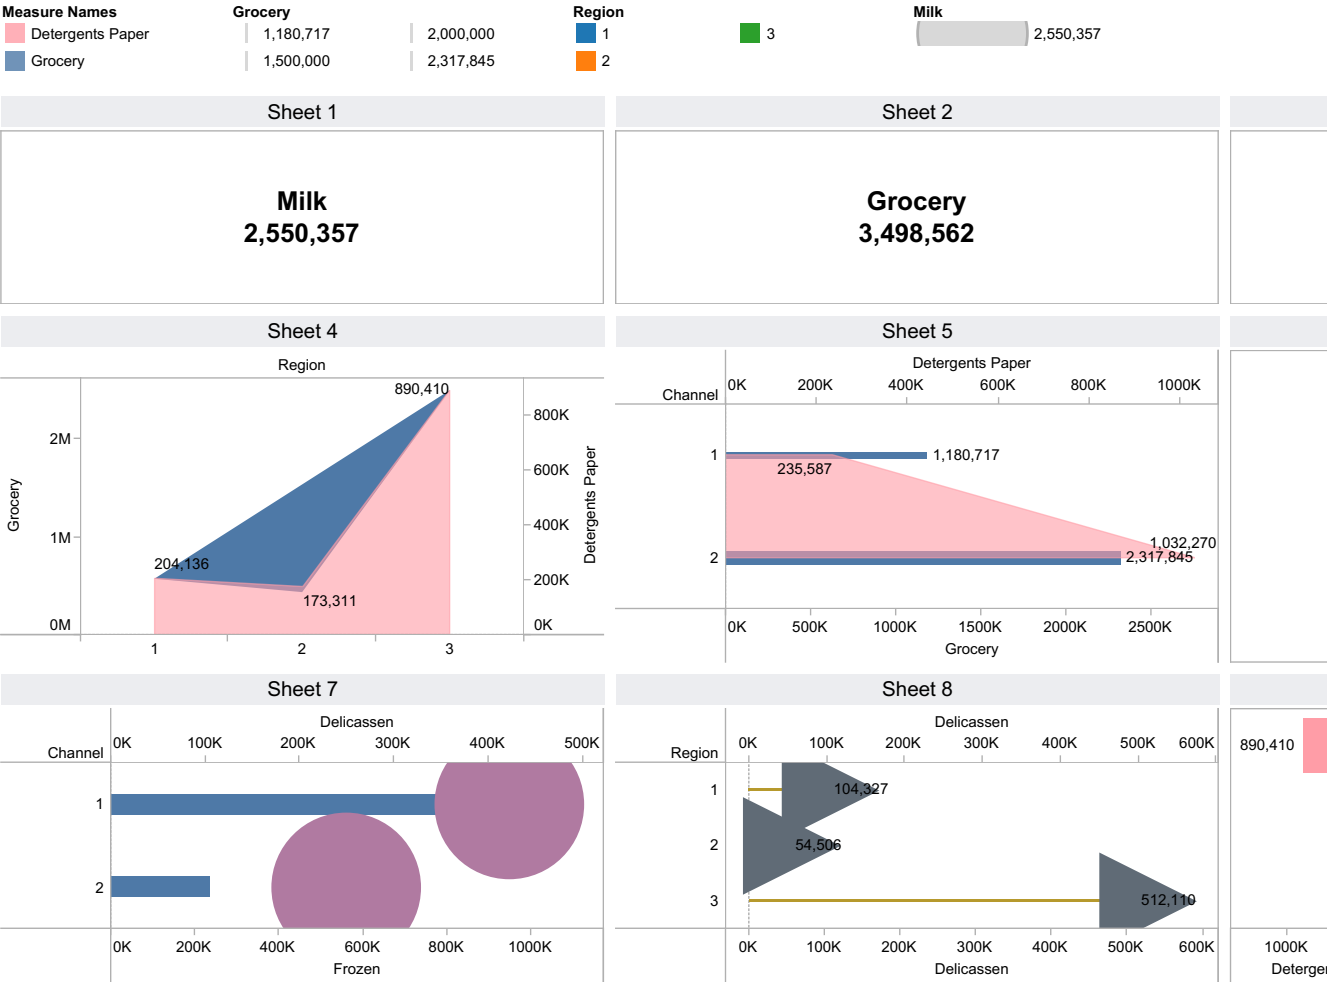 Measure Names
Detergents Paper
Grocery
Grocery
1,180,717
1,500,000
2,000,000
2,317,845
Region
1
2
3
Milk
2,550,357
Sheet 1
Milk
2,550,357
Sheet 2
Grocery
3,498,562
Sheet 4
Region
890,410
2M
1M
0M
Grocery
204,136
173,311
800K
600K
400K
200K
0K
Detergents Paper
1
2
3
Sheet 5
Detergents Paper
Channel
0K
200K
400K
600K
800K
1000K
1
1,180,717
235,587
1,032,270
2
2,317,845
0K
500K
1000K
1500K
2000K
2500K
Grocery
Sheet 7
Delicassen
Channel
0K
100K
200K
300K
400K
500K
1
2
0K
200K
400K
600K
800K
1000K
Frozen
Sheet 8
Delicassen
Region
0K
100K
200K
300K
400K
500K
600K
1
104,327
2
54,506
3
512,110
0K
100K
200K
300K
400K
500K
600K
Delicassen
890,410
1000K
Deterger